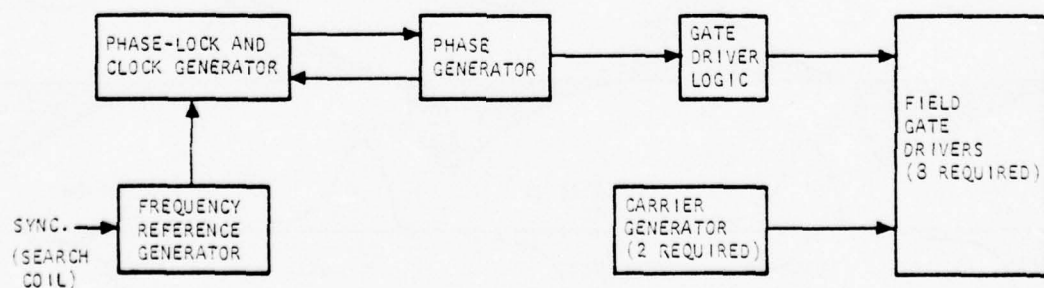 PHASE-LOCK AND
CLOCK GENERATOR
PHASE
GENERATOR
GATE
DRIVER
LOGIC
FIELD
GATE
DRIVERS
(8 REQUIRED)
SYNC.
(SEARCH
COIL)
FREQUENCY
REFERENCE
GENERATOR
CARRIER
GENERATOR
(2 REQUIRED)